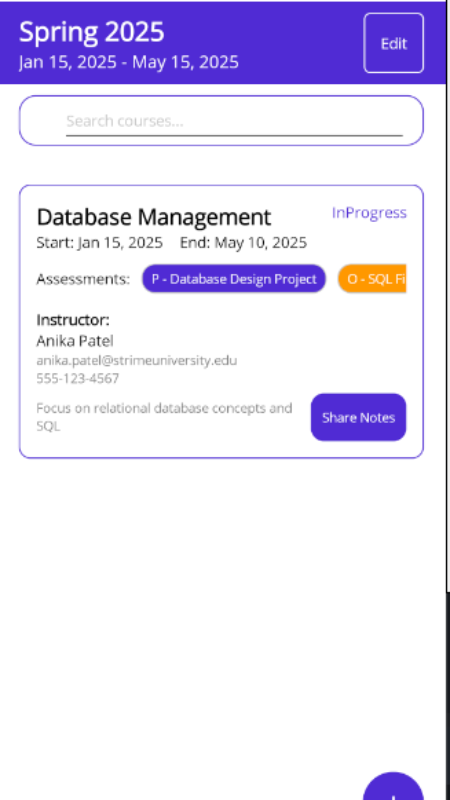 Spring 2025
Edit
Jan 15, 2025 - May 15, 2025
Search courses...
Database Management
InProgress
Start: Jan 15, 2025 End: May 10, 2025
Assessments: P - Database Design Project O - SQL Fi
Instructor:
Anika Patel
anika.patel@strimeuniversity.edu
555-123-4567
Focus on relational database concepts and
SQL
Share Notes